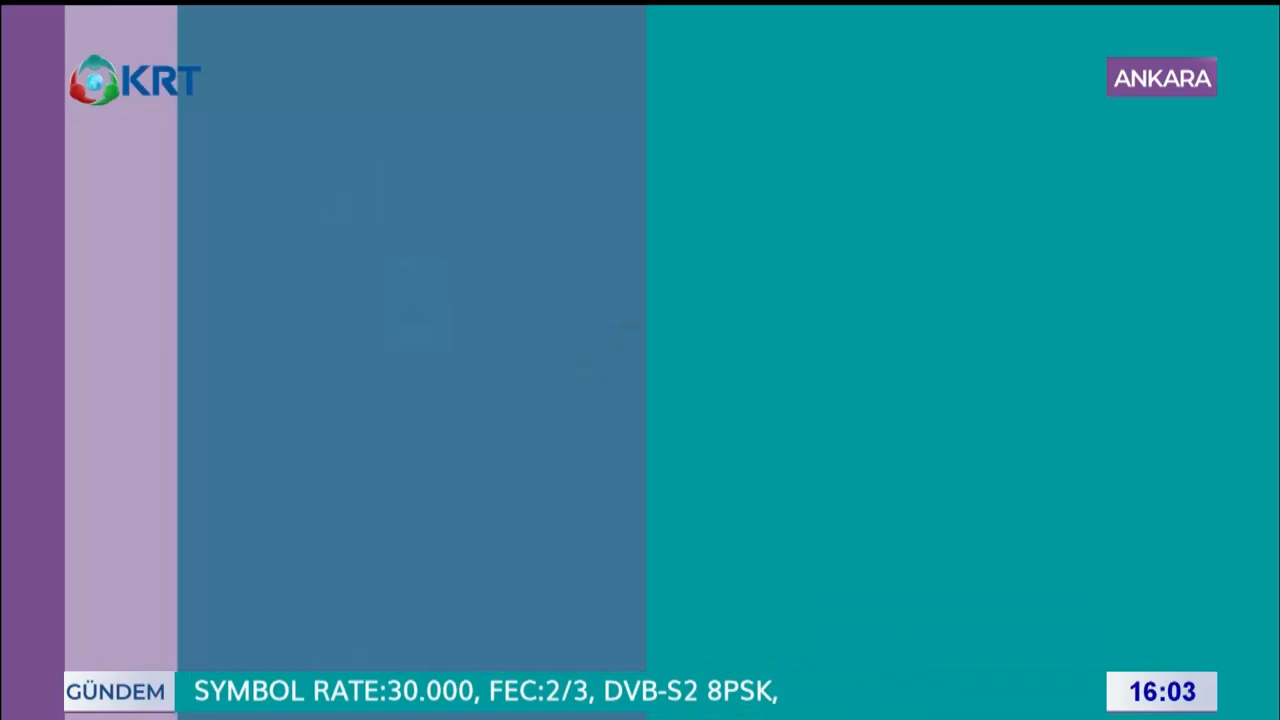 KRT
ANKARA
GÜNDEM
SYMBOL RATE:30.000, FEC:2/3, DVB-S2 8PSK,
16:03